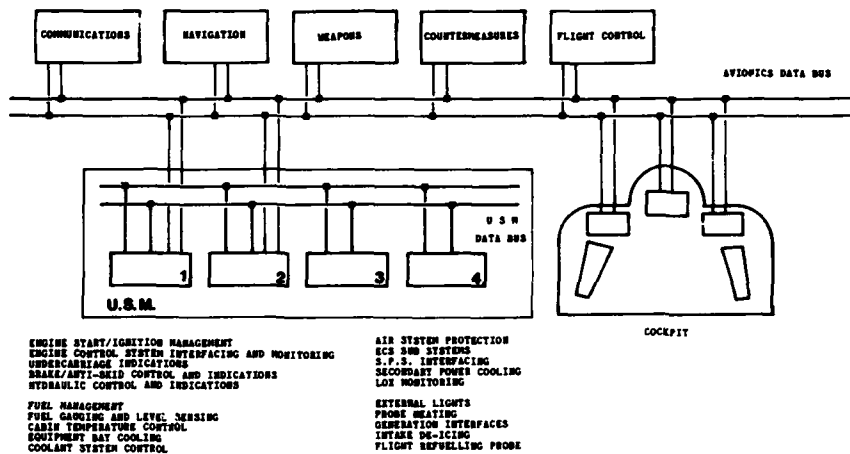 COMMUNICATIONS
NAVIGATION
WEAPONS
COUNTERMEASURES
FLIGHT CONTROL
AVIONICS DATA BUS
U S M
DATA BUS
1
2
3
4
U.S.M.
COCKPIT
ENGINE START/IGNITION MANAGEMENT
ENGINE CONTROL SYSTEM INTERFACING AND MONITORING
UNDERCARRIAGE INDICATIONS
BRAKE/ANTI-SKID CONTROL AND INDICATIONS
HYDRAULIC CONTROL AND INDICATIONS
FUEL MANAGEMENT
FUEL GAUGING AND LEVEL SENSING
CABIN TEMPERATURE CONTROL
EQUIPMENT BAY COOLING
COOLANT SYSTEM CONTROL
AIR SYSTEM PROTECTION
ECS SUB SYSTEMS
S.P.S. INTERFACING
SECONDARY POWER COOLING
LOX MONITORING
EXTERNAL LIGHTS
PROBE HEATING
GENERATION INTERFACES
INTAKE DE-ICING
FLIGHT REFUELLING PROBE